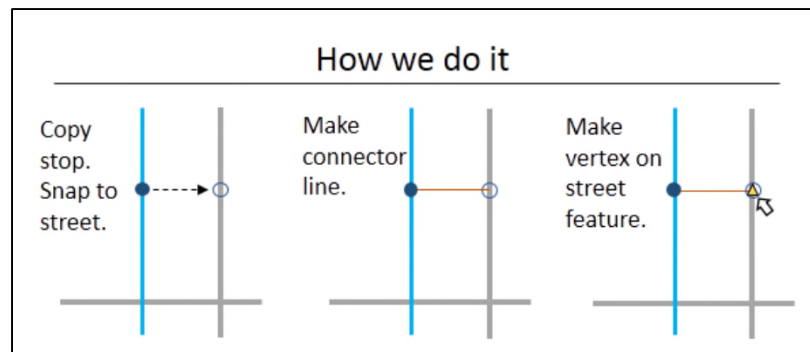 How we do it
Copy
stop.
Snap to
street.
Make
connector
line.
Make
vertex on
street
feature.